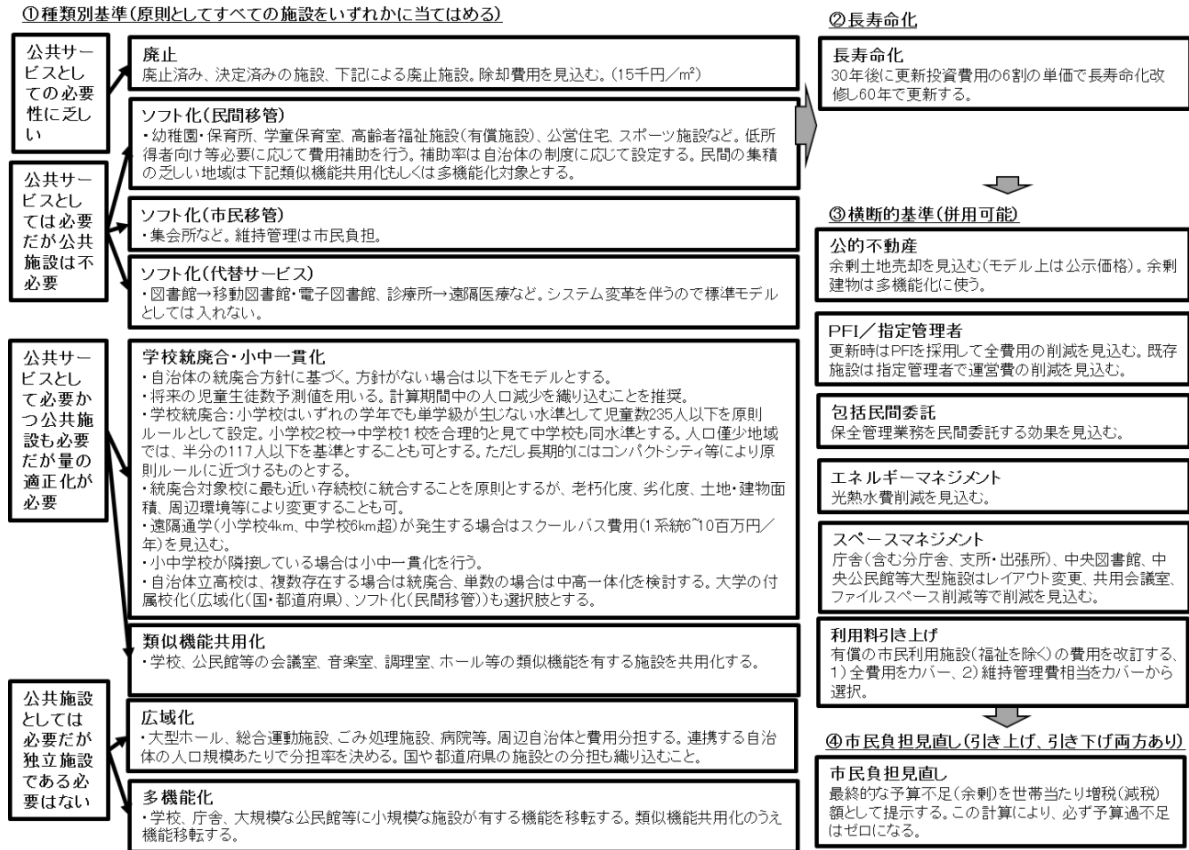 ①種類別基準(原則としてすべての施設をいずれかに当てはめる)
公共サー
ビスとし
ての必要
性に乏し
い
廃止
廃止済み、決定済みの施設、下記による廃止施設。除却費用を見込む。(15千円／㎡)
ソフト化(民間移管)
・幼稚園・保育所、学童保育室、高齢者福祉施設(有償施設)、公営住宅、スポーツ施設など。低所
得者向け等必要に応じて費用補助を行う。補助率は自治体の制度に応じて設定する。民間の集積
の乏しい地域は下記類似機能共用化もしくは多機能化対象とする。
公共サー
ビスとし
ては必要
だが公共
施設は不
必要
ソフト化(市民移管)
・集会所など。維持管理は市民負担。
ソフト化(代替サービス)
・図書館→移動図書館・電子図書館、診療所→遠隔医療など。システム変革を伴うので標準モデル
としては入れない。
公共サー
ビスとし
て必要か
つ公共施
設も必要
だが量の
適正化が
必要
学校統廃合・小中一貫化
・自治体の統廃合方針に基づく。方針がない場合は以下をモデルとする。
・将来の児童生徒数予測値を用いる。計算期間中の人口減少を織り込むことを推奨。
・学校統廃合:小学校はいずれの学年でも単学級が生じない水準として児童数235人以下を原則
ルールとして設定。小学校2校→中学校1校を合理的と見て中学校も同水準とする。人口僅少地域
では、半分の117人以下を基準とすることも可とする。ただし長期的にはコンパクトシティ等により原
則ルールに近づけるものとする。
・統廃合対象校に最も近い存続校に統合することを原則とするが、老朽化度、劣化度、土地・建物面
積、周辺環境等により変更することも可。
・遠隔通学(小学校4km、中学校6km超)が発生する場合はスクールバス費用(1系統6~10百万円／
年)を見込む。
・小中学校が隣接している場合は小中一貫化を行う。
・自治体立高校は、複数存在する場合は統廃合、単数の場合は中高一体化を検討する。大学の付
属校化(広域化(国・都道府県)、ソフト化(民間移管))も選択肢とする。
類似機能共用化
・学校、公民館等の会議室、音楽室、調理室、ホール等の類似機能を有する施設を共用化する。
公共施設
としては
必要だが
独立施設
である必
要はない
広域化
・大型ホール、総合運動施設、ごみ処理施設、病院等。周辺自治体と費用分担する。連携する自治
体の人口規模あたりで分担率を決める。国や都道府県の施設との分担も織り込むこと。
多機能化
・学校、庁舎、大規模な公民館等に小規模な施設が有する機能を移転する。類似機能共用化のうえ
機能移転する。
②長寿命化
長寿命化
30年後に更新投資費用の6割の単価で長寿命化改
修し60年で更新する。
③横断的基準(併用可能)
公的不動産
余剰土地売却を見込む(モデル上は公示価格)。余剰
建物は多機能化に使う。
PFI／指定管理者
更新時はPFIを採用して全費用の削減を見込む。既存
施設は指定管理者で運営費の削減を見込む。
包括民間委託
保全管理業務を民間委託する効果を見込む。
エネルギーマネジメント
光熱水費削減を見込む。
スペースマネジメント
庁舎(含む分庁舎、支所・出張所)、中央図書館、中
央公民館等大型施設はレイアウト変更、共用会議室、
ファイルスペース削減等で削減を見込む。
利用料引き上げ
有償の市民利用施設(福祉を除く)の費用を改訂する、
1)全費用をカバー、2)維持管理費相当をカバーから
選択。
④市民負担見直し(引き上げ、引き下げ両方あり)
市民負担見直し
最終的な予算不足(余剰)を世帯当たり増税(減税)
額として提示する。この計算により、必ず予算過不足
はゼロになる。